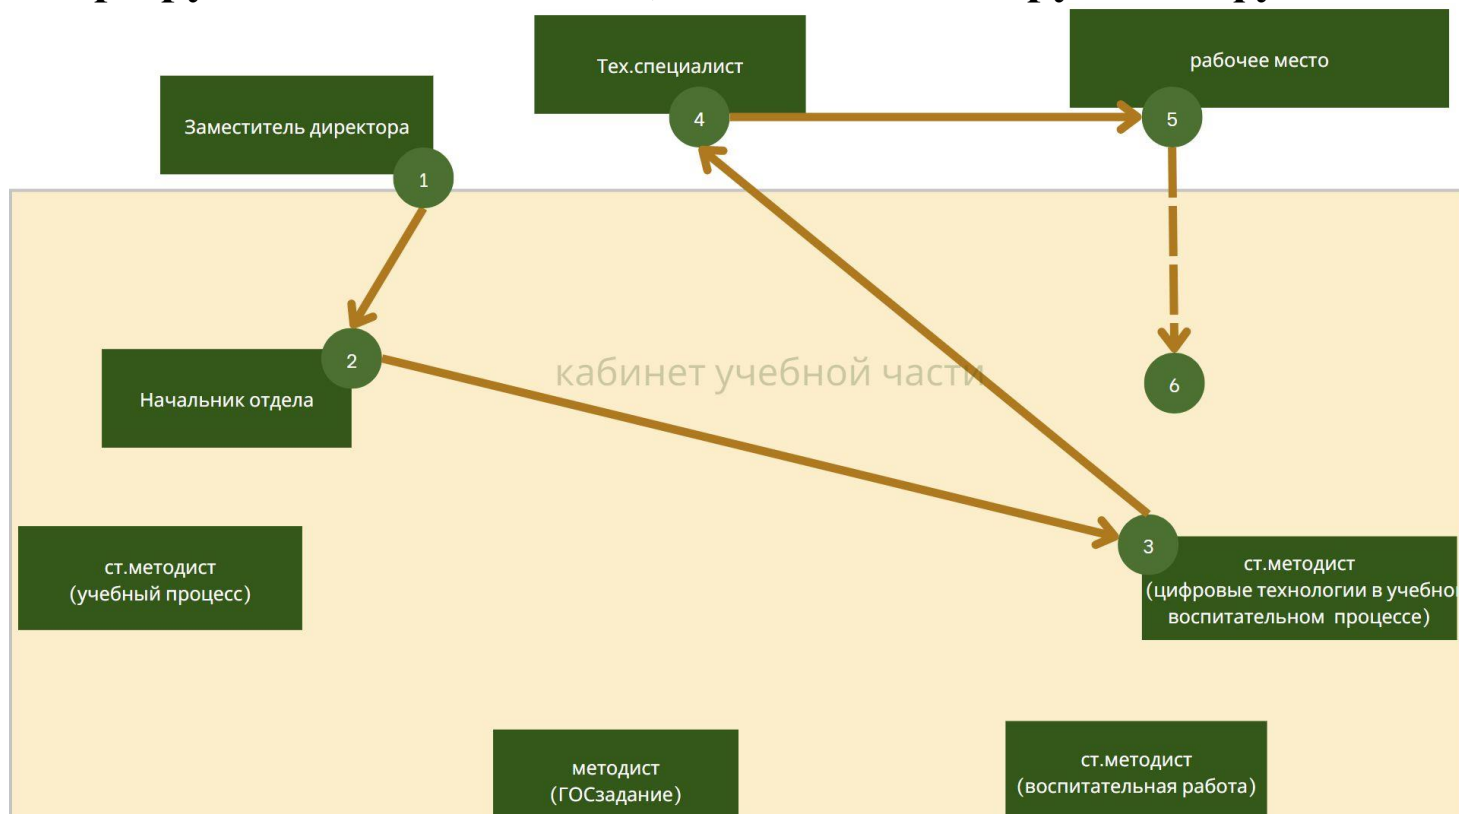 Тех.специалист
рабочее место
Заместитель директора
4
5
1
2
кабинет учебной части
6
Начальник отдела
3
ст.методист
(учебный процесс)
ст.методист
(цифровые технологии в учебно
воспитательном процессе)
методист
(ГОСзадание)
ст.методист
(воспитательная работа)